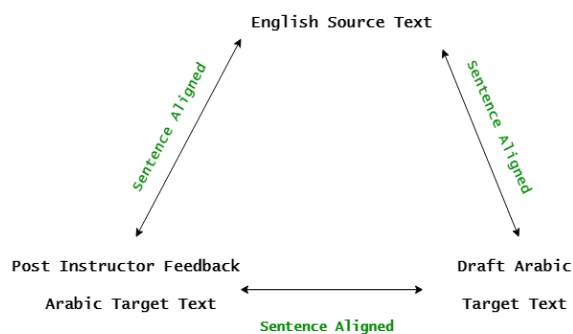 English Source Text
Sentence Aligned
Sentence Aligned
Post Instructor Feedback
Arabic Target Text
Draft Arabic
Target Text
Sentence Aligned